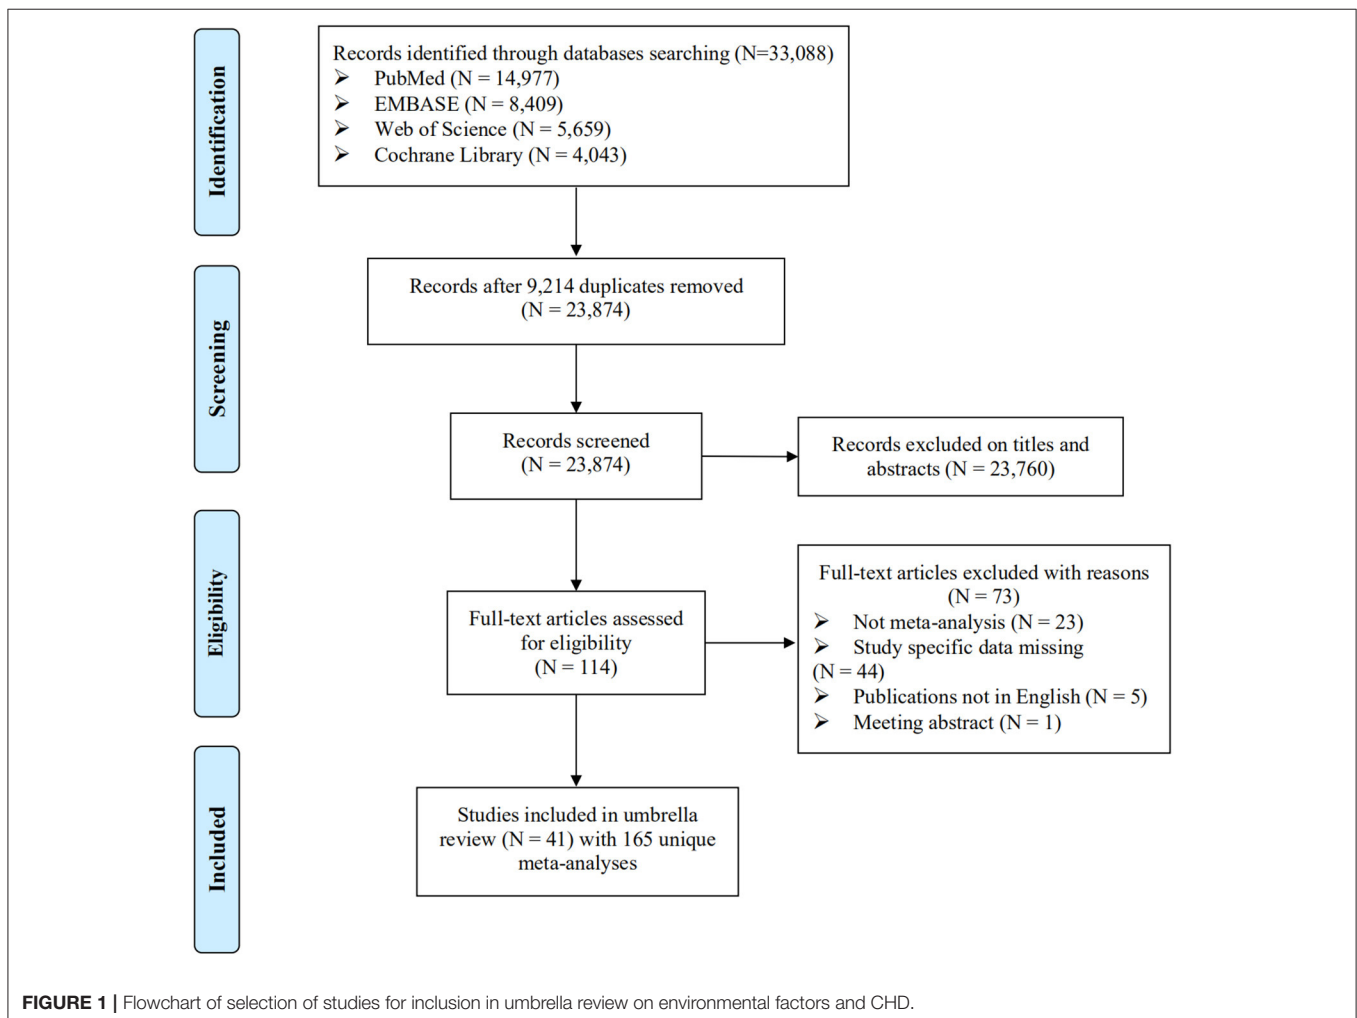 Identification
Records identified through databases searching (N=33,088)
➢ PubMed (N = 14,977)
➢ EMBASE (N = 8,409)
➢ Web of Science (N = 5,659)
➢ Cochrane Library (N = 4,043)
Screening
Records after 9,214 duplicates removed
(N = 23,874)
Records screened
(N = 23,874)
Records excluded on titles and
abstracts (N = 23,760)
Eligibility
Full-text articles assessed
for eligibility
(N = 114)
Full-text articles excluded with reasons
(N = 73)
➢ Not meta-analysis (N = 23)
➢ Study specific data missing
(N = 44)
➢ Publications not in English (N = 5)
➢ Meeting abstract (N = 1)
Included
Studies included in umbrella
review (N = 41) with 165 unique
meta-analyses
FIGURE 1 | Flowchart of selection of studies for inclusion in umbrella review on environmental factors and CHD.